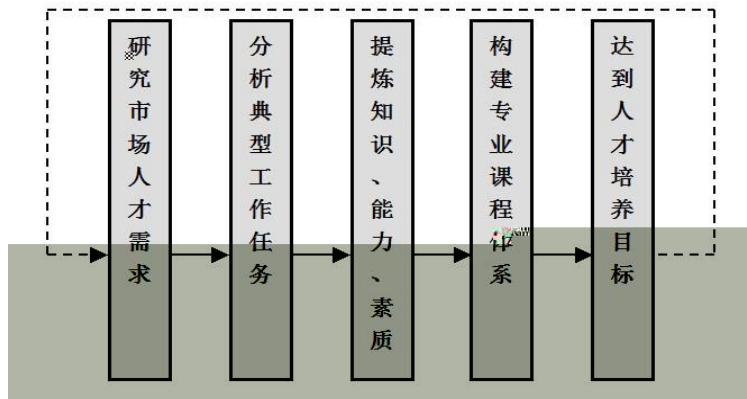 研究市场人才需求
分析典型工作任务
提炼知识、能力、素质
构建专业课程体系
达到人才培养目标